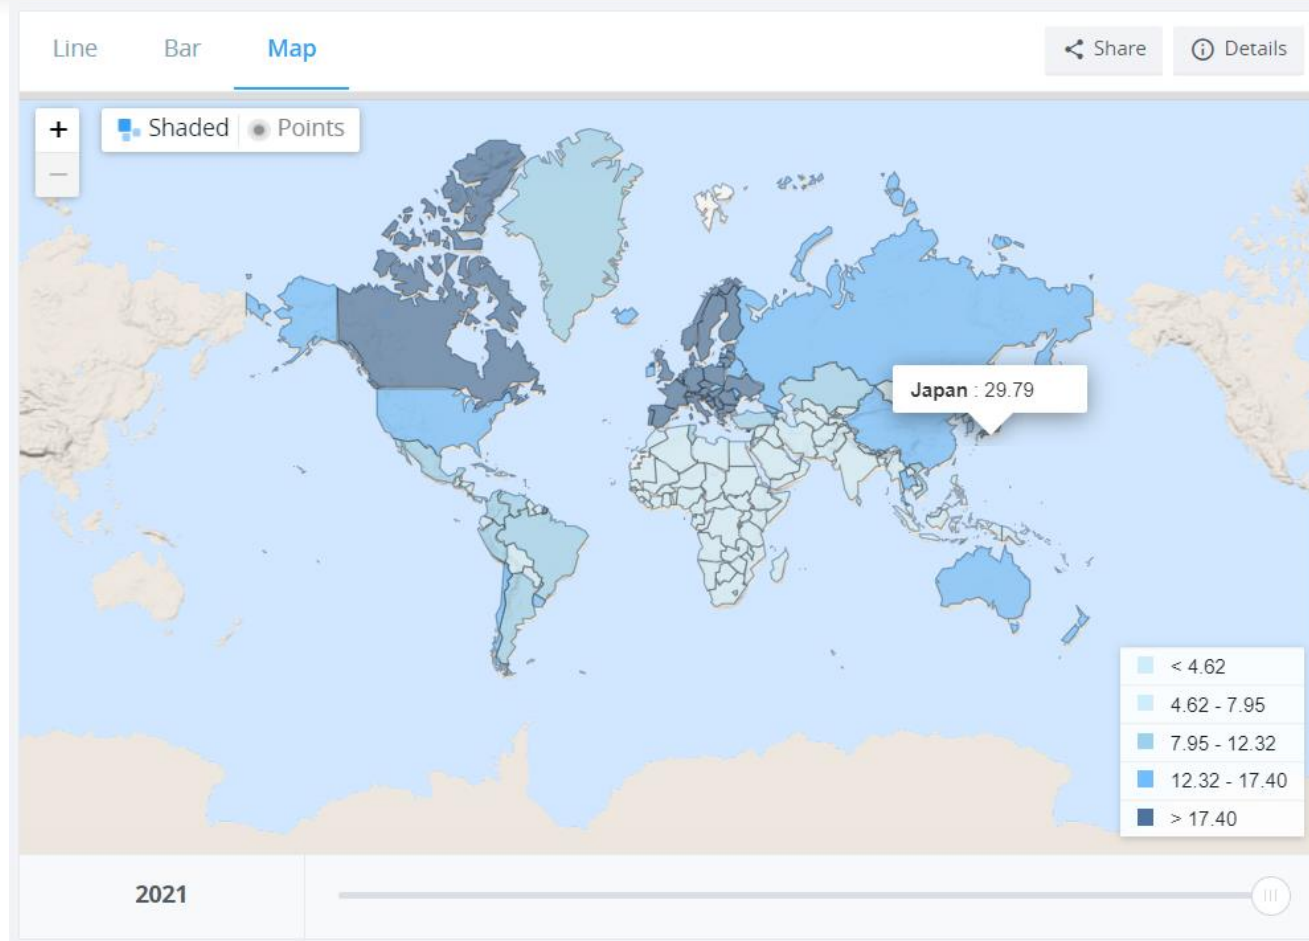 Line Bar Map Share Details
+ Shaded Points
−
Japan : 29.79
< 4.62
4.62 - 7.95
7.95 - 12.32
12.32 - 17.40
> 17.40
2021